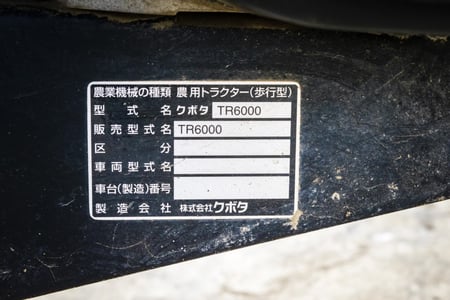 農業機械の種類 農用トラクター(歩行型)
型式名 クボタ TR6000
販売型式名 TR6000
区分
車両型式名
車台(製造)番号
製造会社 株式会社クボタ